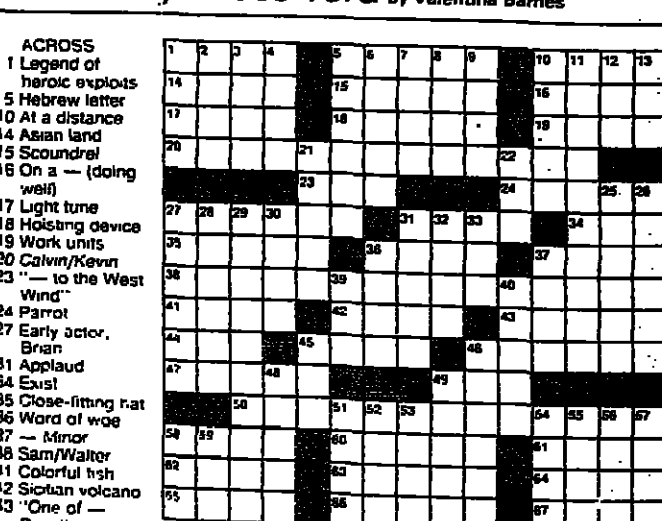 by Valentina Barnes
ACROSS
1 Legend of
heroic exploits
5 Hebrew letter
10 At a distance
14 Asian land
15 Scoundrel
16 On a — (doing
well)
17 Light tune
18 Hoisting device
19 Work units
20 Calvin/Kevin
23 "— to the West
Wind"
24 Parrot
27 Early actor,
Brian
31 Applaud
34 Exist
35 Close-fitting hat
36 Word of woe
37 — Minor
38 Sam/Walter
41 Colorful fish
42 Sicilian volcano
43 "One of —
1 2 3 4 5 6 7 8 9 10 11 12 13
14 15 16
17 18 19
20 21 22
23 24 25 26
27 28 29 30 31 32 33 34
35 36 37
38 39 40
41 42 43
44 45 46
47 48 49
50 51 52 53 54 55 56 57
58 59 60 61
62 63 64
65 66 67